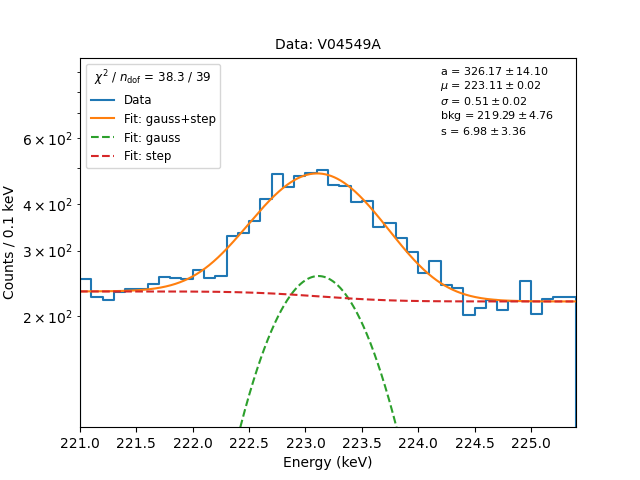 Data: V04549A
χ² / n_dof = 38.3 / 39
Data
Fit: gauss+step
Fit: gauss
Fit: step
a = 326.17 ± 14.10
μ = 223.11 ± 0.02
σ = 0.51 ± 0.02
bkg = 219.29 ± 4.76
s = 6.98 ± 3.36
6 × 10²
4 × 10²
3 × 10²
2 × 10²
Counts / 0.1 keV
221.0 221.5 222.0 222.5 223.0 223.5 224.0 224.5 225.0
Energy (keV)